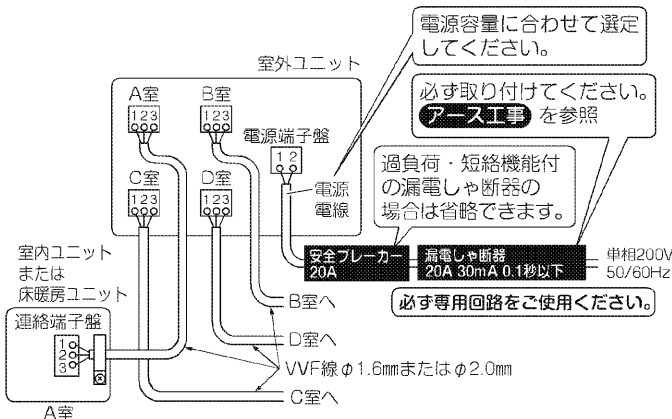 電源容量に合わせて選定
してください。
室外ユニット
必ず取り付けてください。
アース工事 を参照
A室
B室
123
123
電源端子盤
12
過負荷・短絡機能付
の漏電しゃ断器の
場合は省略できます。
電源
電線
C室
D室
123
123
安全ブレーカー
20A
漏電しゃ断器
20A 30mA 0.1秒以下
単相200V
50/60Hz
必ず専用回路をご使用ください。
室内ユニット
または
床暖房ユニット
連絡端子盤
1
2
3
A室
B室へ
D室へ
VVF線φ1.6mmまたはφ2.0mm
C室へ